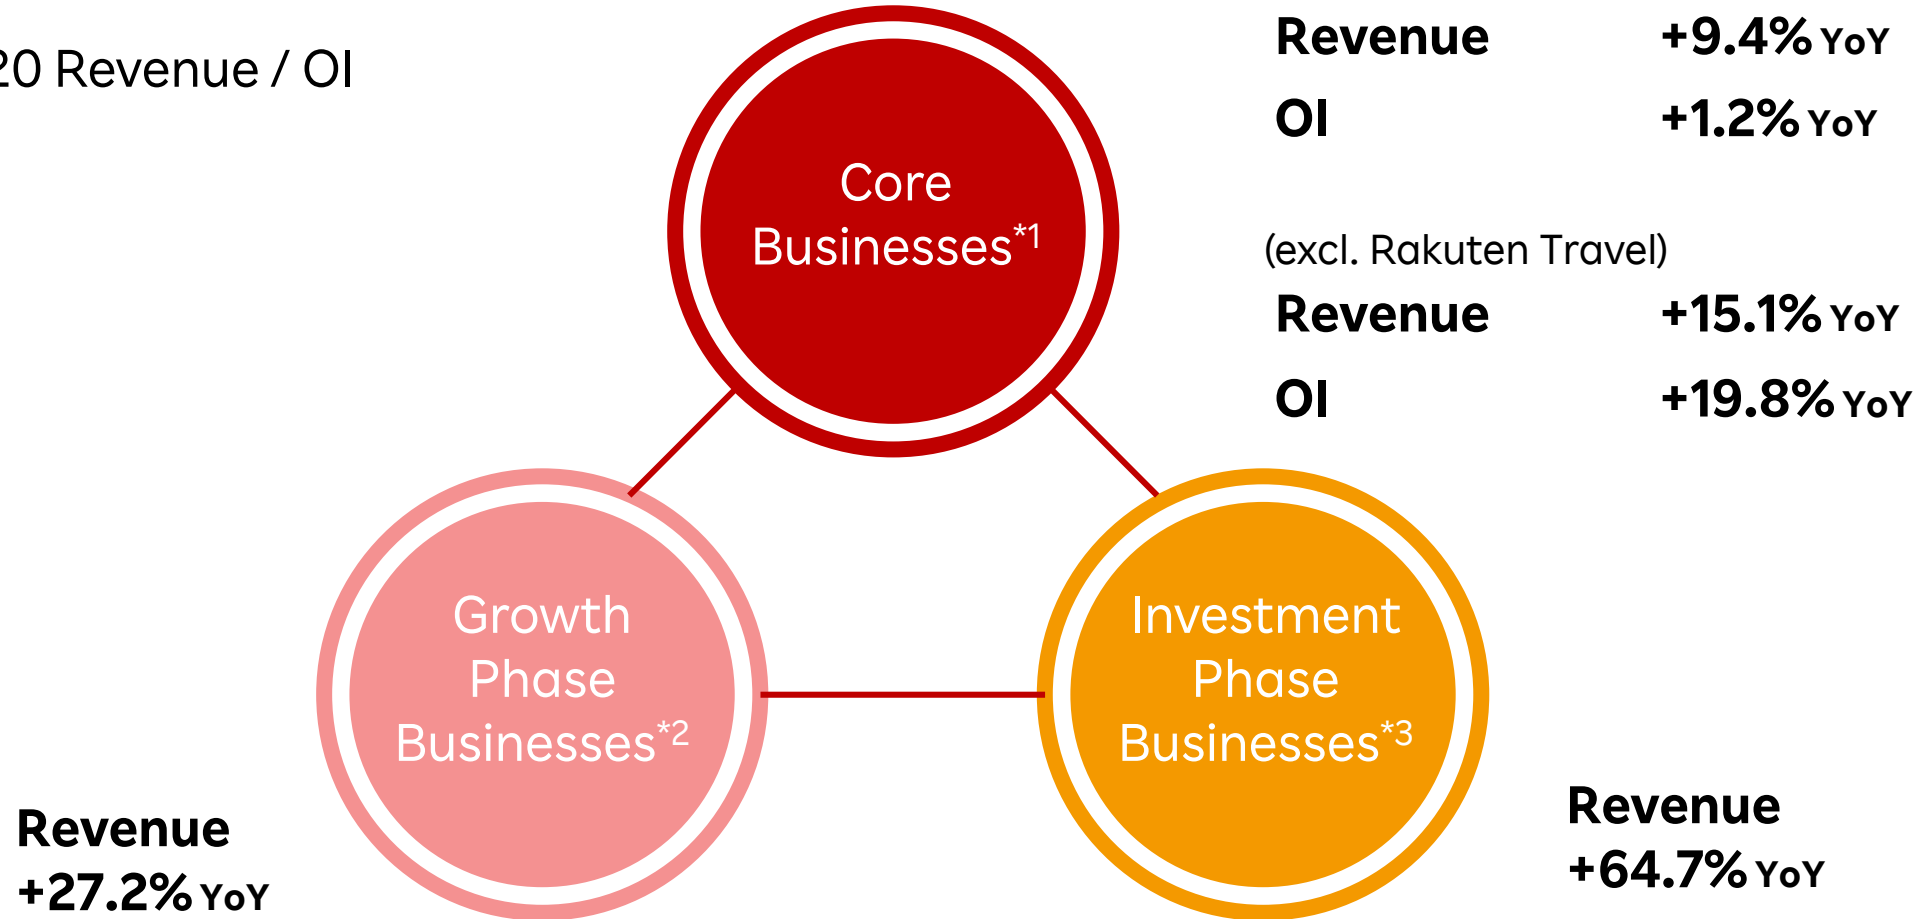 20 Revenue / OI
Revenue +9.4% YoY
OI +1.2% YoY
Core
Businesses*1
(excl. Rakuten Travel)
Revenue +15.1% YoY
OI +19.8% YoY
Growth
Phase
Businesses*2
Investment
Phase
Businesses*3
Revenue
+27.2% YoY
Revenue
+64.7% YoY